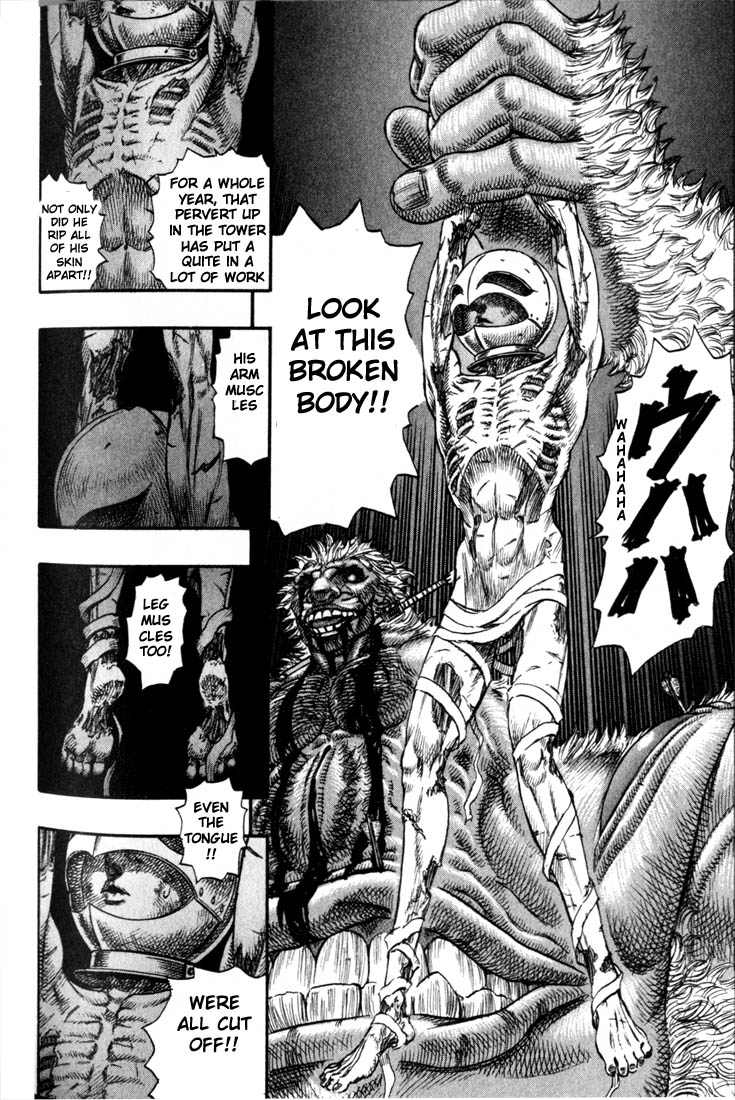 ウハハハ
WAHAHAHA
LOOK
AT THIS
BROKEN
BODY!!
FOR A WHOLE
YEAR, THAT
PERVERT UP
IN THE TOWER
HAS PUT A
QUITE IN A
LOT OF WORK
NOT ONLY
DID HE
RIP ALL
OF HIS
SKIN
APART!!
HIS
ARM
MUSC
LES
LEG
MUS
CLES
TOO!
EVEN
THE
TONGUE
!!
WERE
ALL CUT
OFF!!